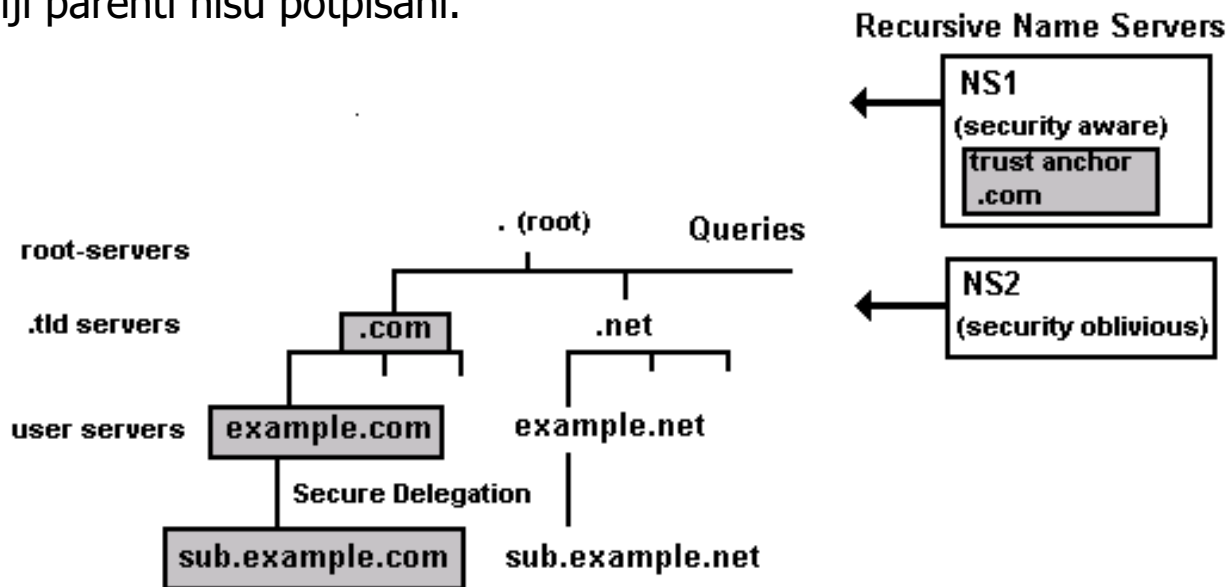 parenti nisu potpisani.
Recursive Name Servers
NS1
(security aware)
trust anchor
.com
. (root)
Queries
root-servers
NS2
(security oblivious)
.tld servers
.com
.net
user servers
example.com
example.net
Secure Delegation
sub.example.com
sub.example.net